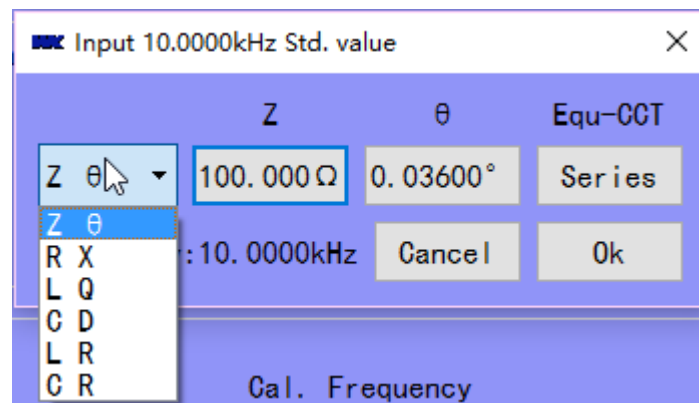 Input 10.0000kHz Std. value
Z θ Equ-CCT
Z θ 100.000Ω 0.03600° Series
Z θ
R X :10.0000kHz Cancel Ok
L Q
C D
L R
C R Cal. Frequency